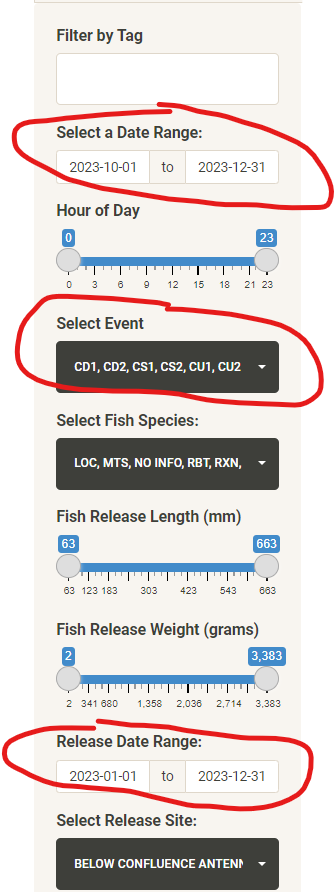 Filter by Tag
Select a Date Range:
2023-10-01 to 2023-12-31
Hour of Day
0 23
0 3 6 9 12 15 18 21 23
Select Event
CD1, CD2, CS1, CS2, CU1, CU2
Select Fish Species:
LOC, MTS, NO INFO, RBT, RXN,
Fish Release Length (mm)
63 663
63 123 183 303 423 543 663
Fish Release Weight (grams)
2 3,383
2 341 680 1,358 2,036 2,714 3,383
Release Date Range:
2023-01-01 to 2023-12-31
Select Release Site:
BELOW CONFLUENCE ANTENN